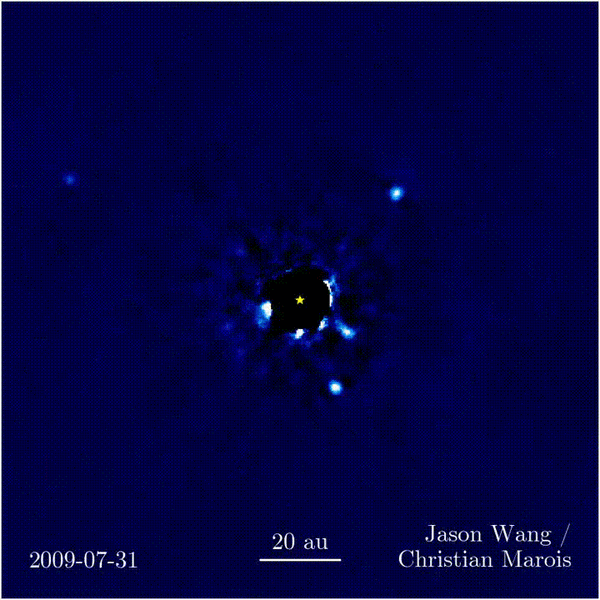 Jason Wang /
2009-07-31
20 au
Christian Marois